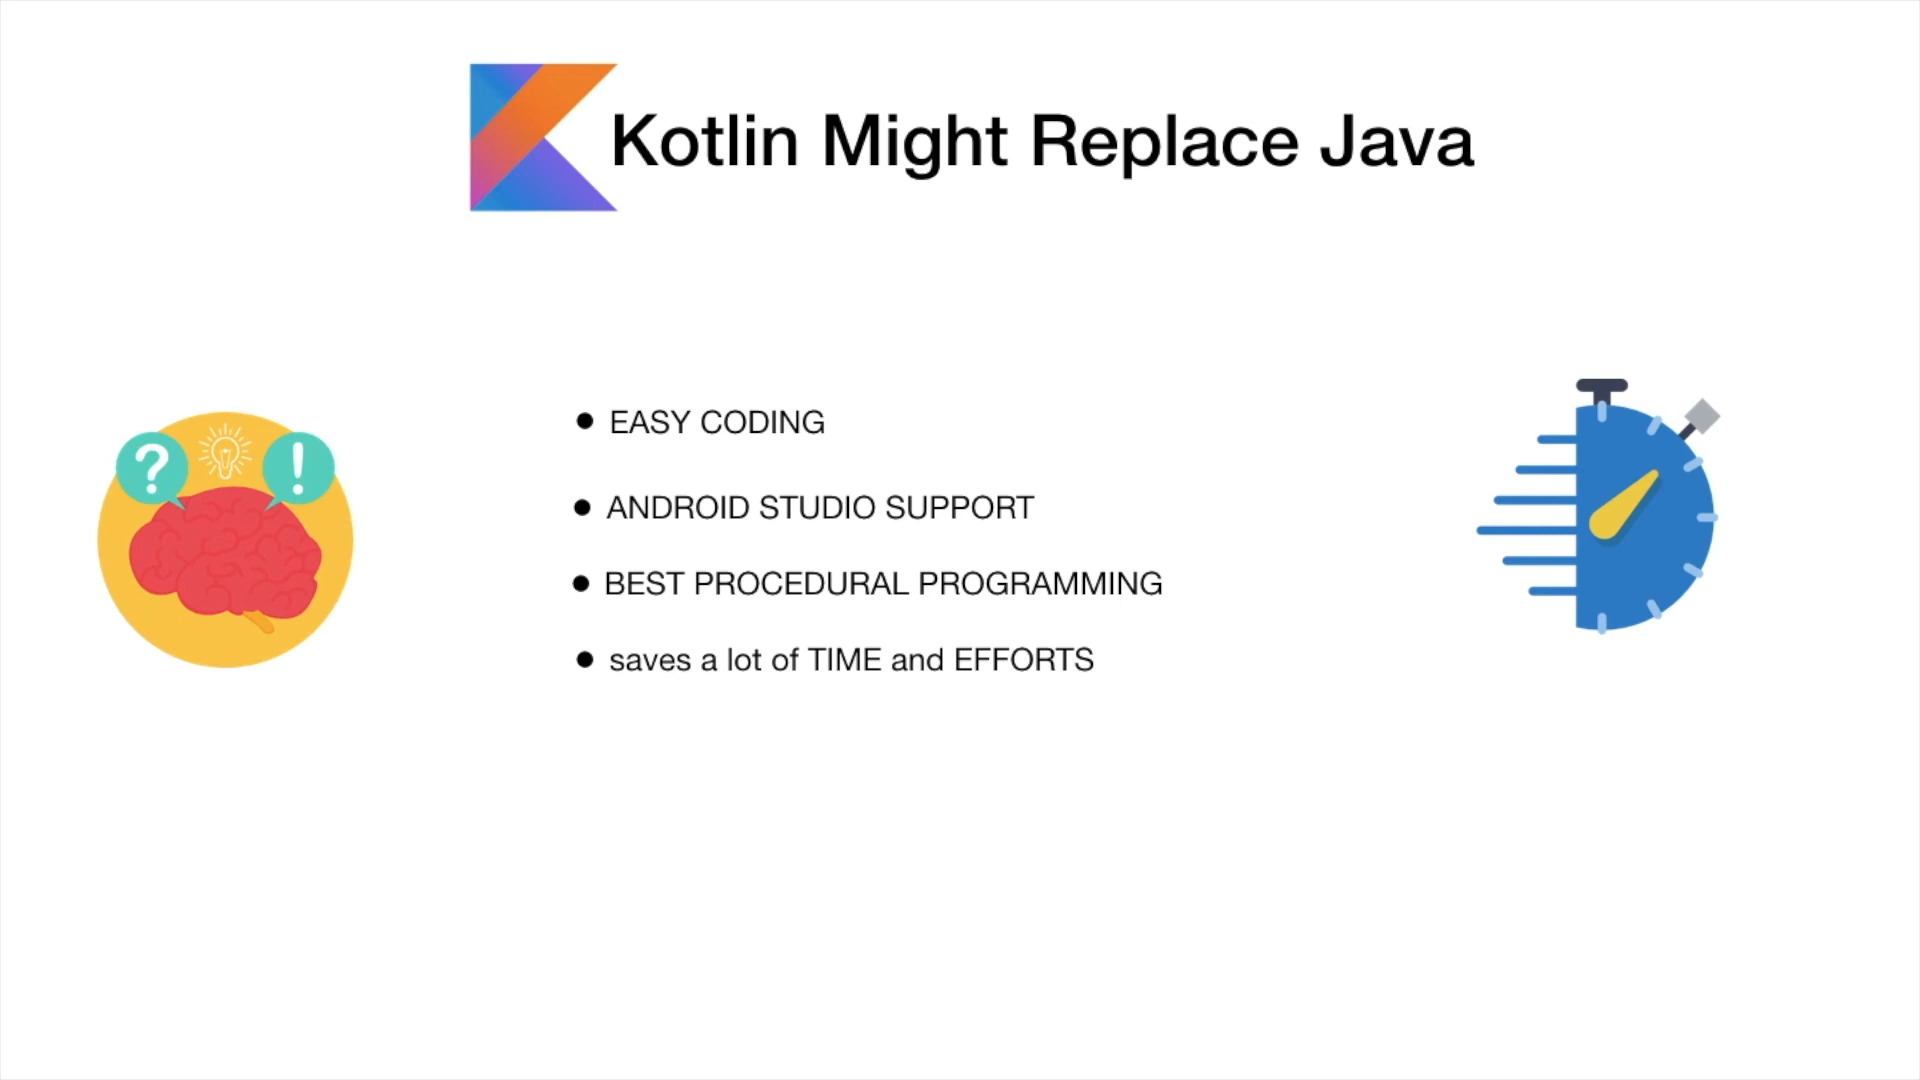 Kotlin Might Replace Java
? !
● EASY CODING
● ANDROID STUDIO SUPPORT
● BEST PROCEDURAL PROGRAMMING
● saves a lot of TIME and EFFORTS